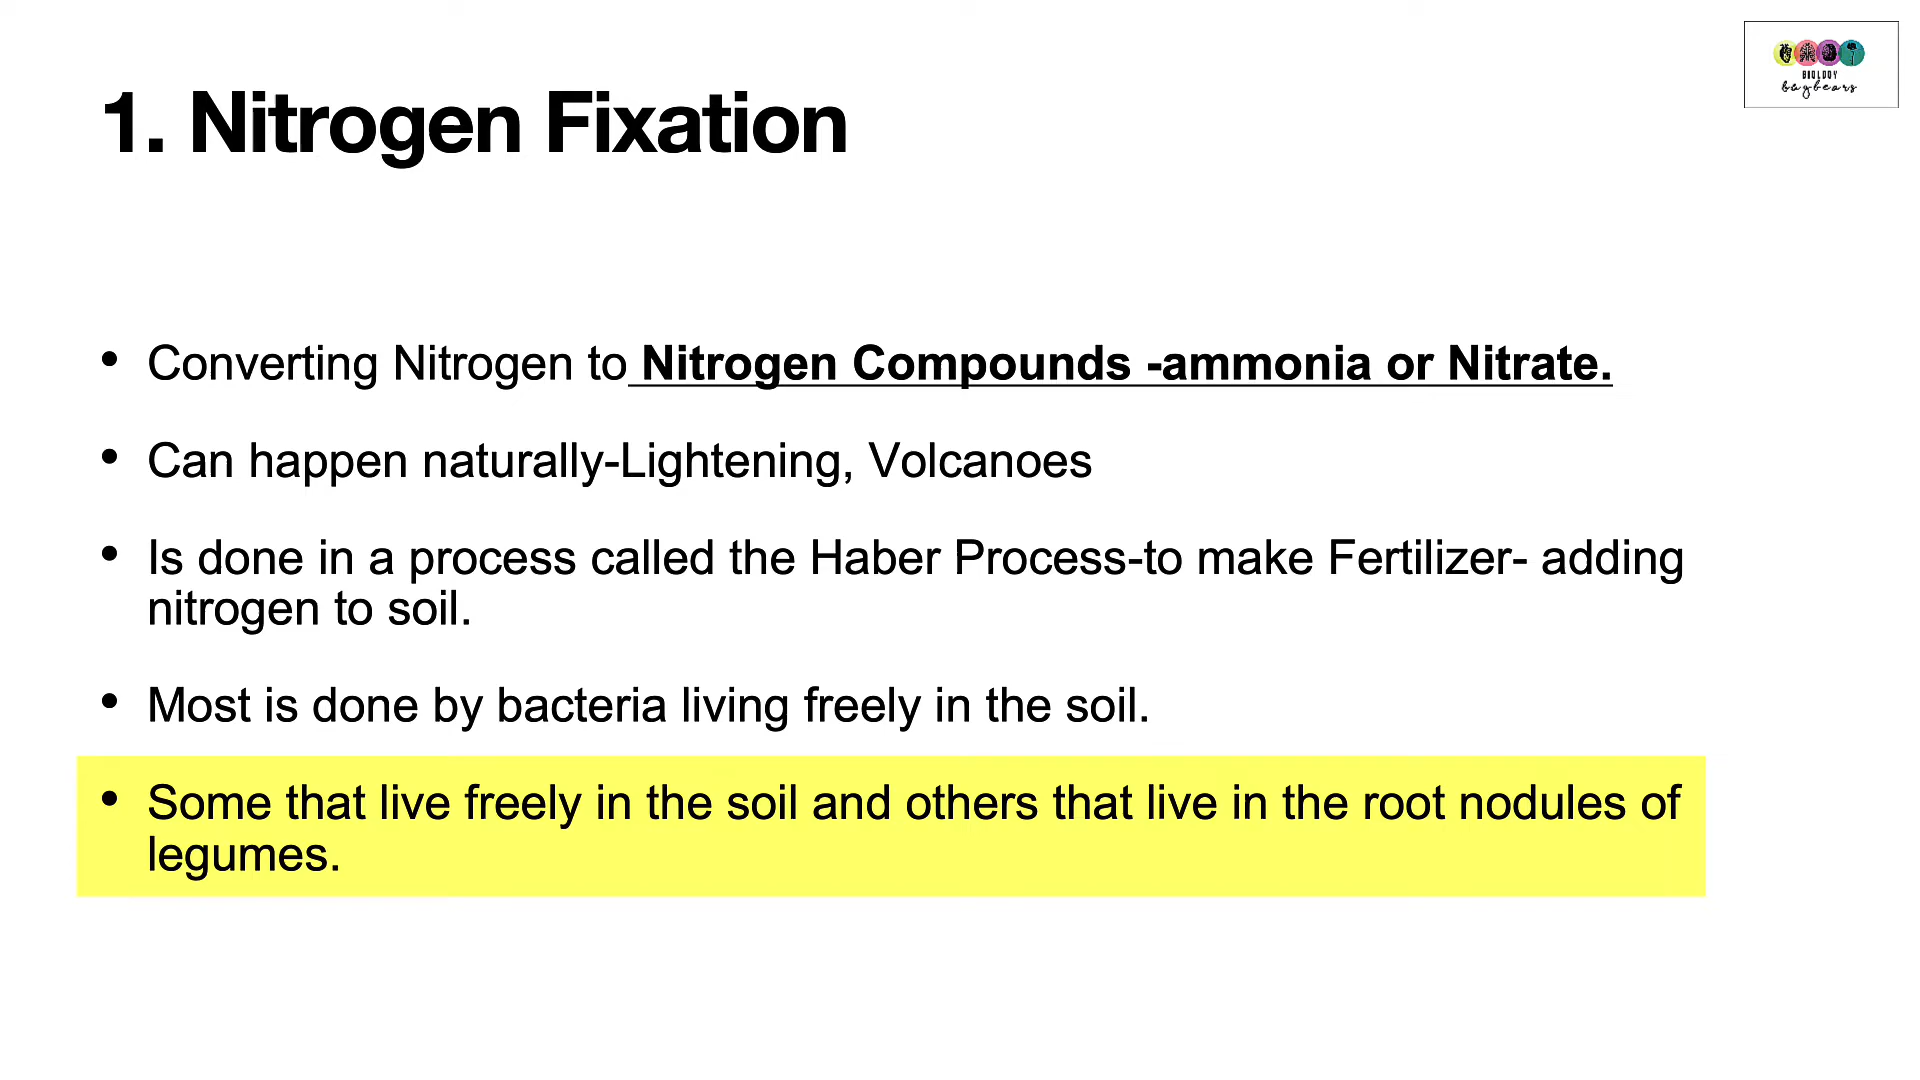 BIOLOGY
baybears
1. Nitrogen Fixation
• Converting Nitrogen to Nitrogen Compounds -ammonia or Nitrate.
• Can happen naturally-Lightening, Volcanoes
• Is done in a process called the Haber Process-to make Fertilizer- adding
nitrogen to soil.
• Most is done by bacteria living freely in the soil.
• Some that live freely in the soil and others that live in the root nodules of
legumes.